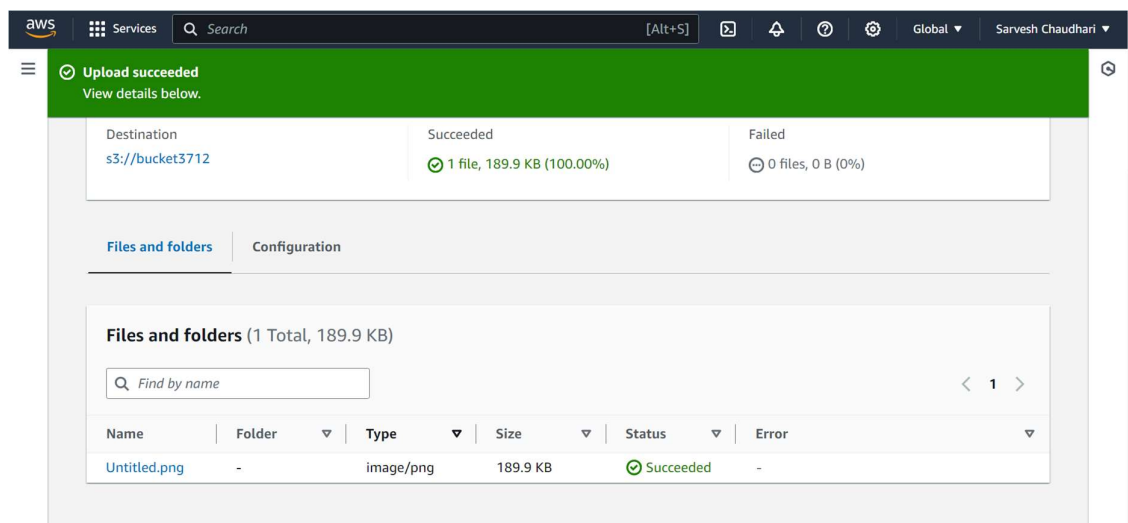 aws Services Search [Alt+S] Global Sarvesh Chaudhari
Upload succeeded
View details below.
Destination Succeeded Failed
s3://bucket3712 1 file, 189.9 KB (100.00%) 0 files, 0 B (0%)
Files and folders Configuration
Files and folders (1 Total, 189.9 KB)
Find by name 1
Name Folder Type Size Status Error
Untitled.png - image/png 189.9 KB Succeeded -